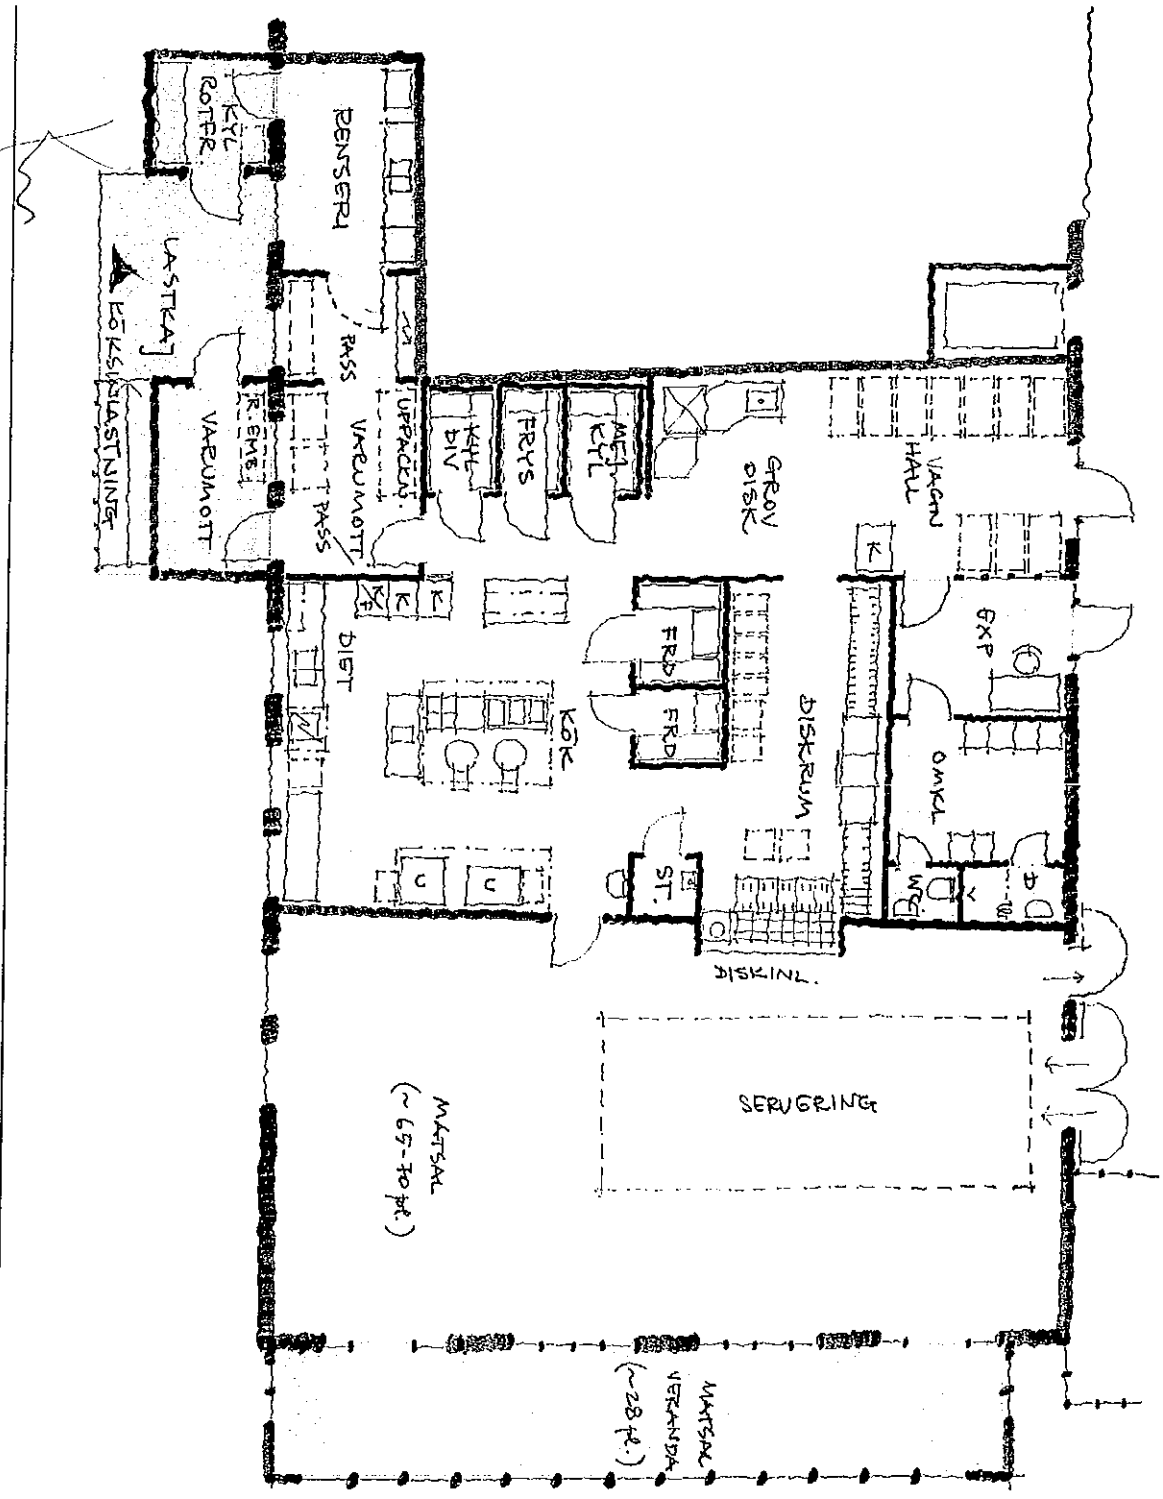 KYL
ROTFR
RENSERI
LASTKAJ
KÖKSINLASTNING
PASS
VARUMOTT
R. EMB.
VARUMOTT.
PASS
UPPACKN.
KYL
DIV
FRYS
MEJ
KYL
GROV
DISK
VAGN
HALL
K
EXP
K/F
K
K
DIET
FRD
FRD
KÖK
DISKRUM
OMKL
C
C
ST.
WC
D
DISKINL.
SERVERING
MATSAL
(~65-70 pl.)
MATSAL
VERANDA
(~28 pl.)